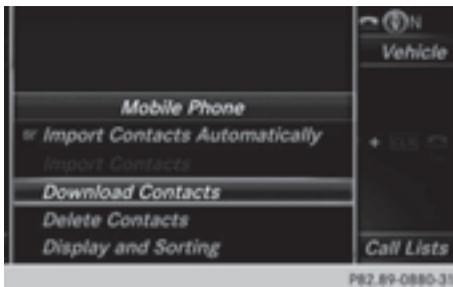 N
Vehicle
Mobile Phone
Import Contacts Automatically
Import Contacts
Download Contacts
Delete Contacts
Display and Sorting
Call Lists
P82.89-0880-31